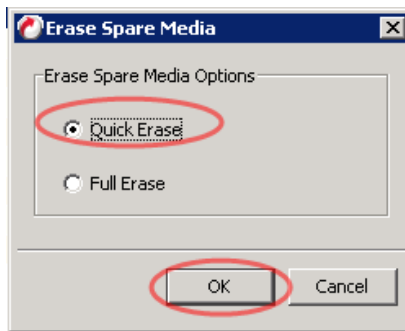 Erase Spare Media
Erase Spare Media Options
Quick Erase
Full Erase
OK Cancel